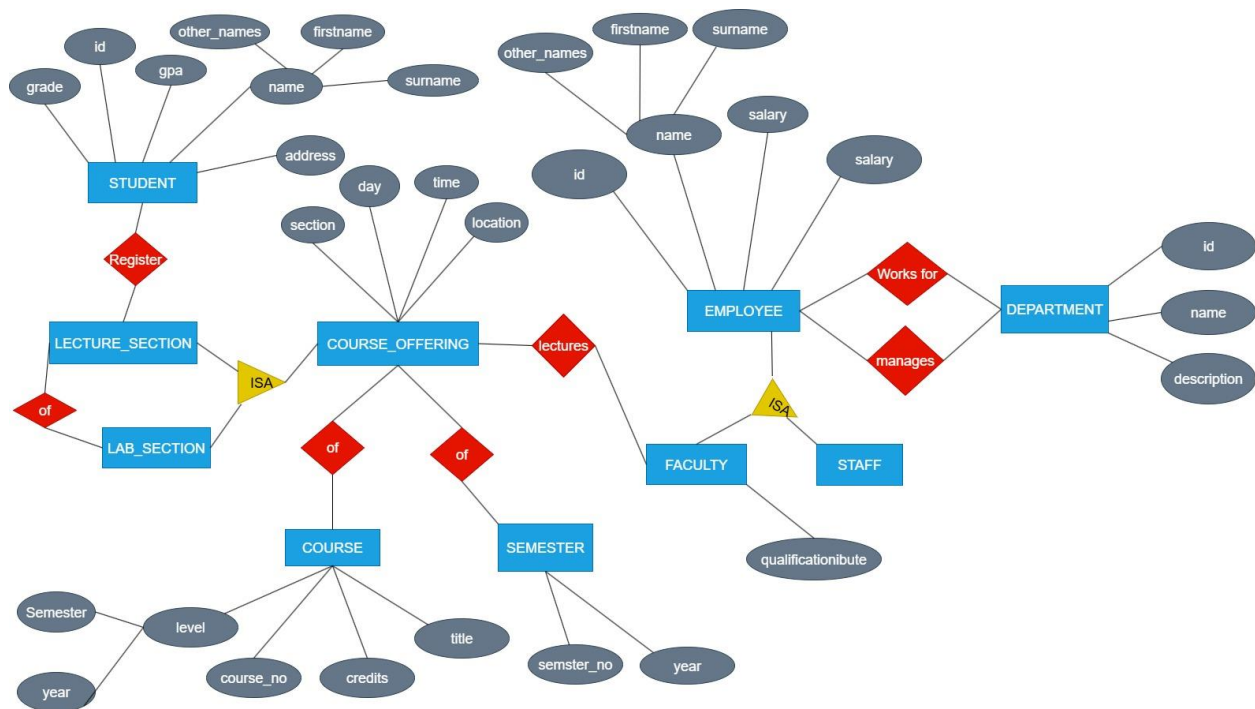 other_names
firstname
surname
id
gpa
name
grade
address
STUDENT
Register
LECTURE_SECTION
of
LAB_SECTION
ISA
section
day
time
location
COURSE_OFFERING
lectures
of
of
COURSE
SEMESTER
Semester
year
level
course_no
credits
title
semster_no
year
other_names
firstname
surname
name
salary
salary
id
EMPLOYEE
Works for
manages
DEPARTMENT
id
name
description
ISA
FACULTY
STAFF
qualificationibute